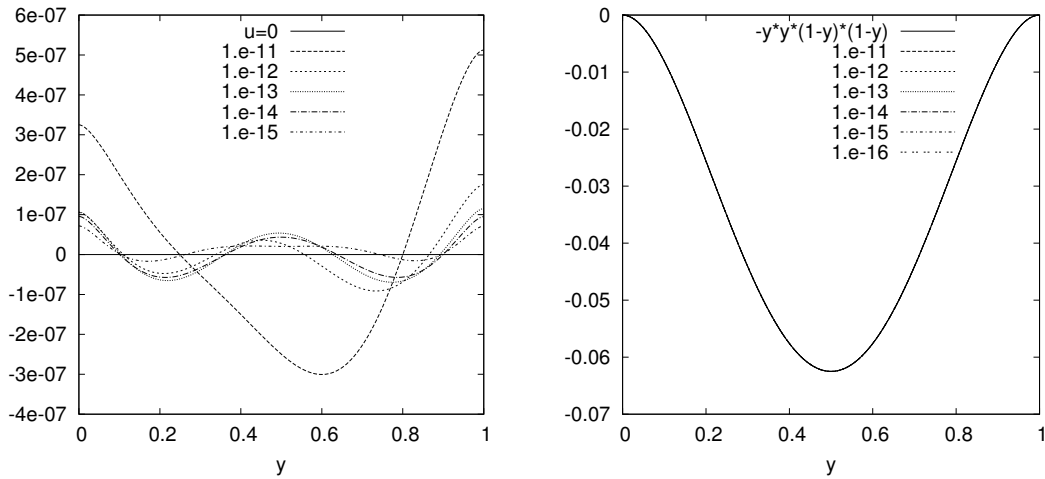 6e-07
5e-07
4e-07
3e-07
2e-07
1e-07
0
-1e-07
-2e-07
-3e-07
-4e-07
0 0.2 0.4 0.6 0.8 1
y
u=0
1.e-11
1.e-12
1.e-13
1.e-14
1.e-15
0
-0.01
-0.02
-0.03
-0.04
-0.05
-0.06
-0.07
0 0.2 0.4 0.6 0.8 1
y
-y*y*(1-y)*(1-y)
1.e-11
1.e-12
1.e-13
1.e-14
1.e-15
1.e-16